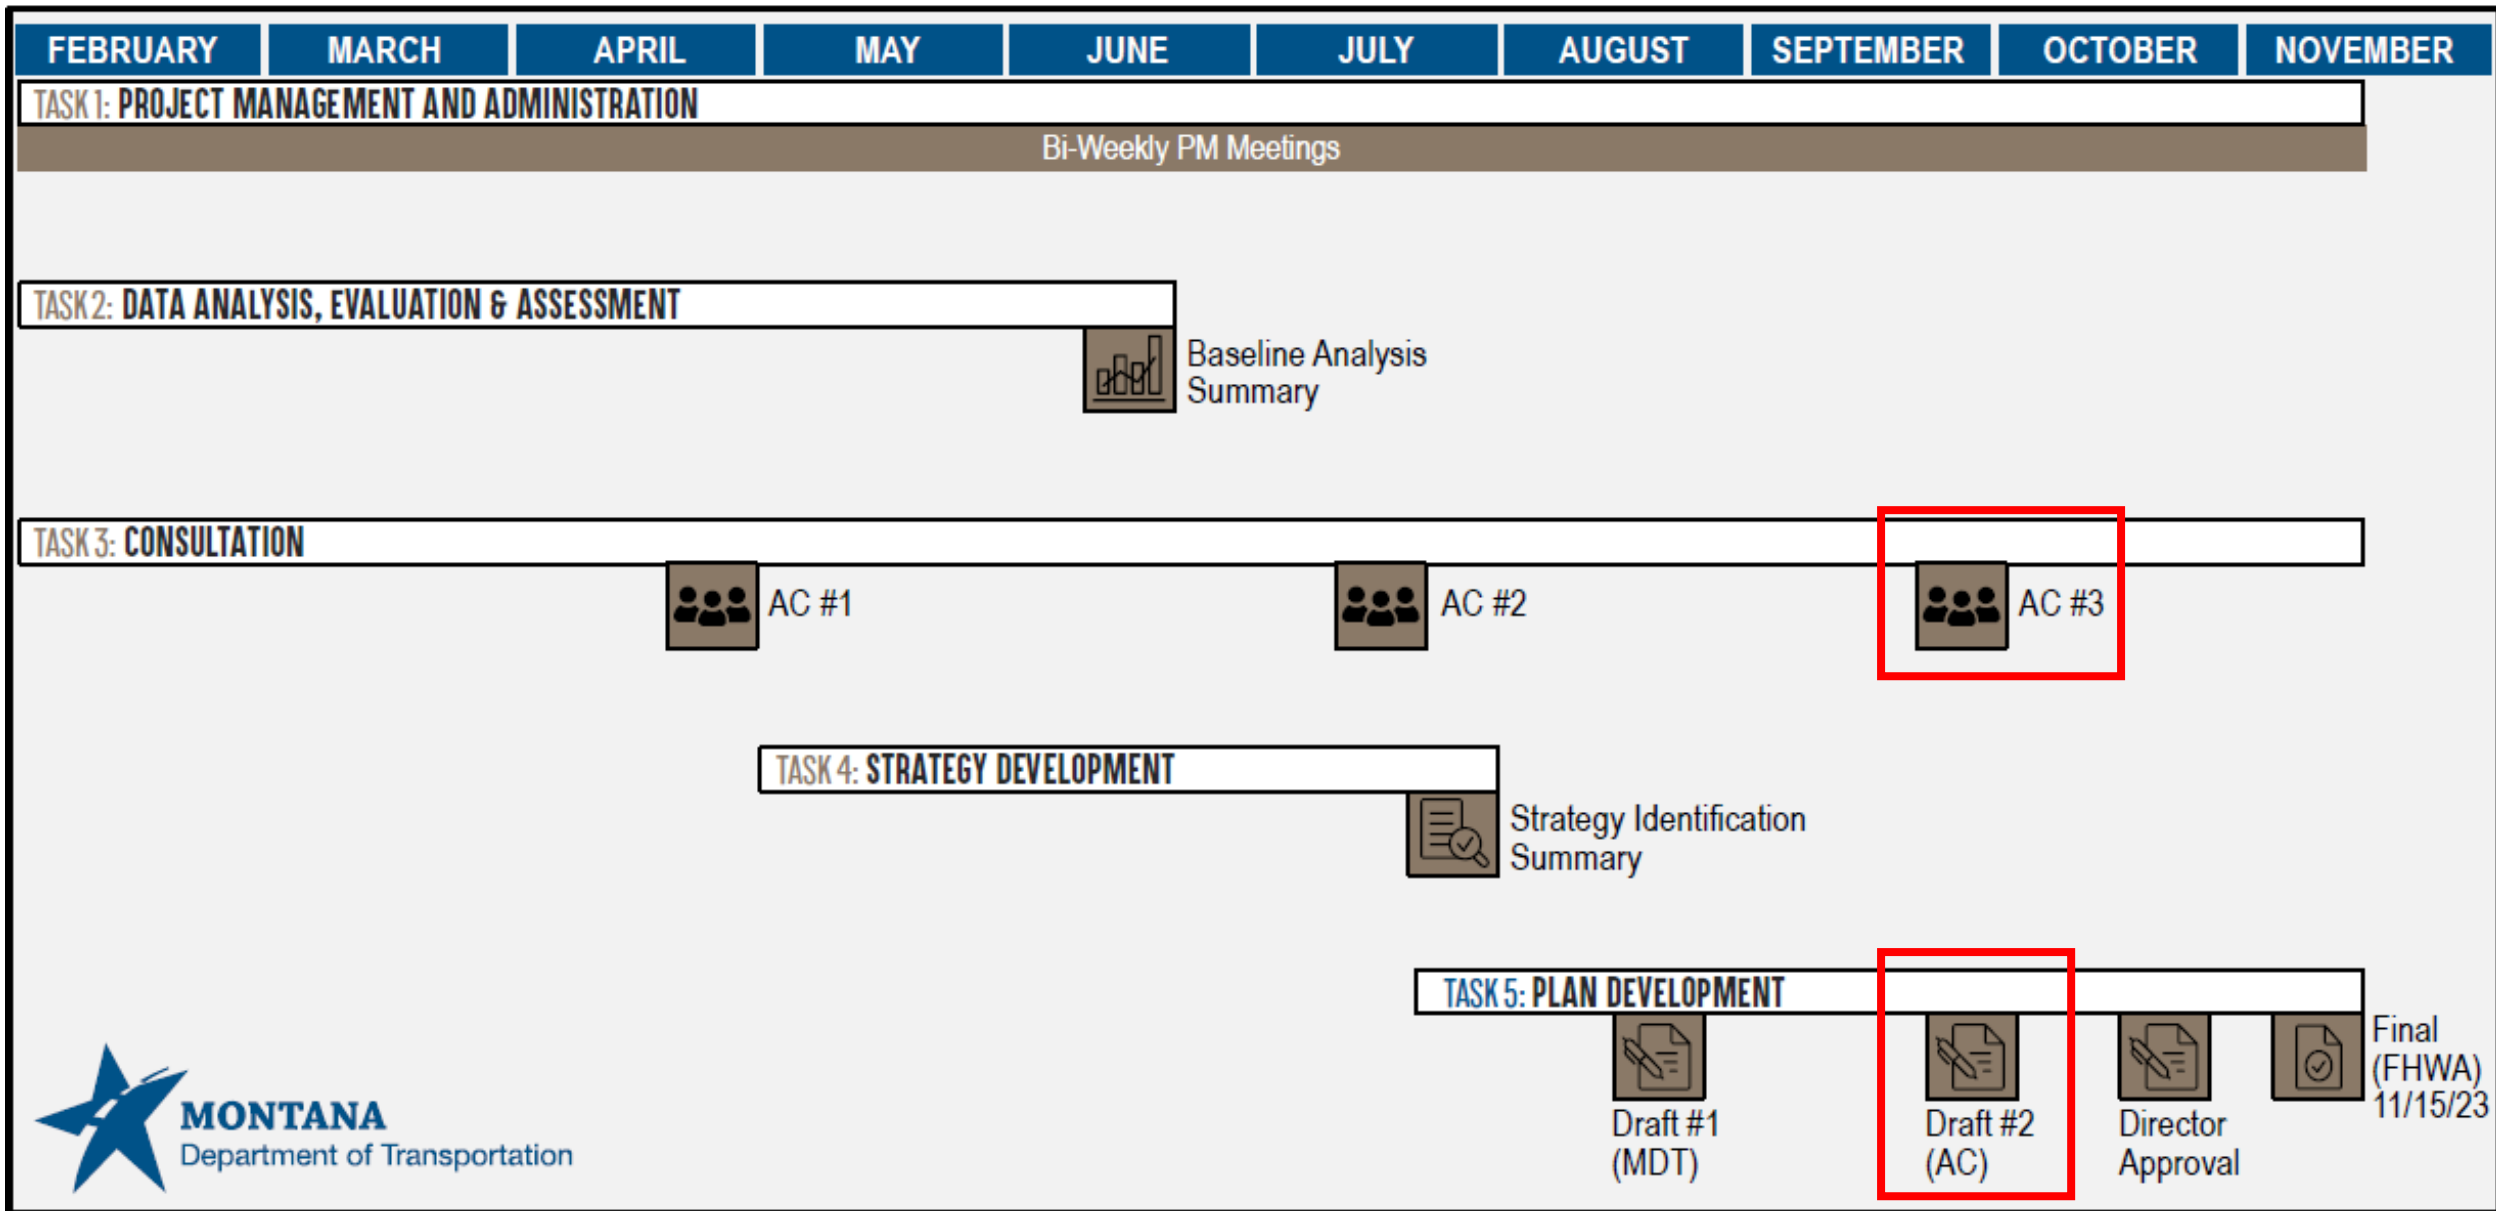 FEBRUARY MARCH APRIL MAY JUNE JULY AUGUST SEPTEMBER OCTOBER NOVEMBER
TASK 1: PROJECT MANAGEMENT AND ADMINISTRATION
Bi-Weekly PM Meetings
TASK 2: DATA ANALYSIS, EVALUATION & ASSESSMENT
Baseline Analysis
Summary
TASK 3: CONSULTATION
AC #1
AC #2
AC #3
TASK 4: STRATEGY DEVELOPMENT
Strategy Identification
Summary
TASK 5: PLAN DEVELOPMENT
Draft #1
(MDT)
Draft #2
(AC)
Director
Approval
Final
(FHWA)
11/15/23
MONTANA
Department of Transportation